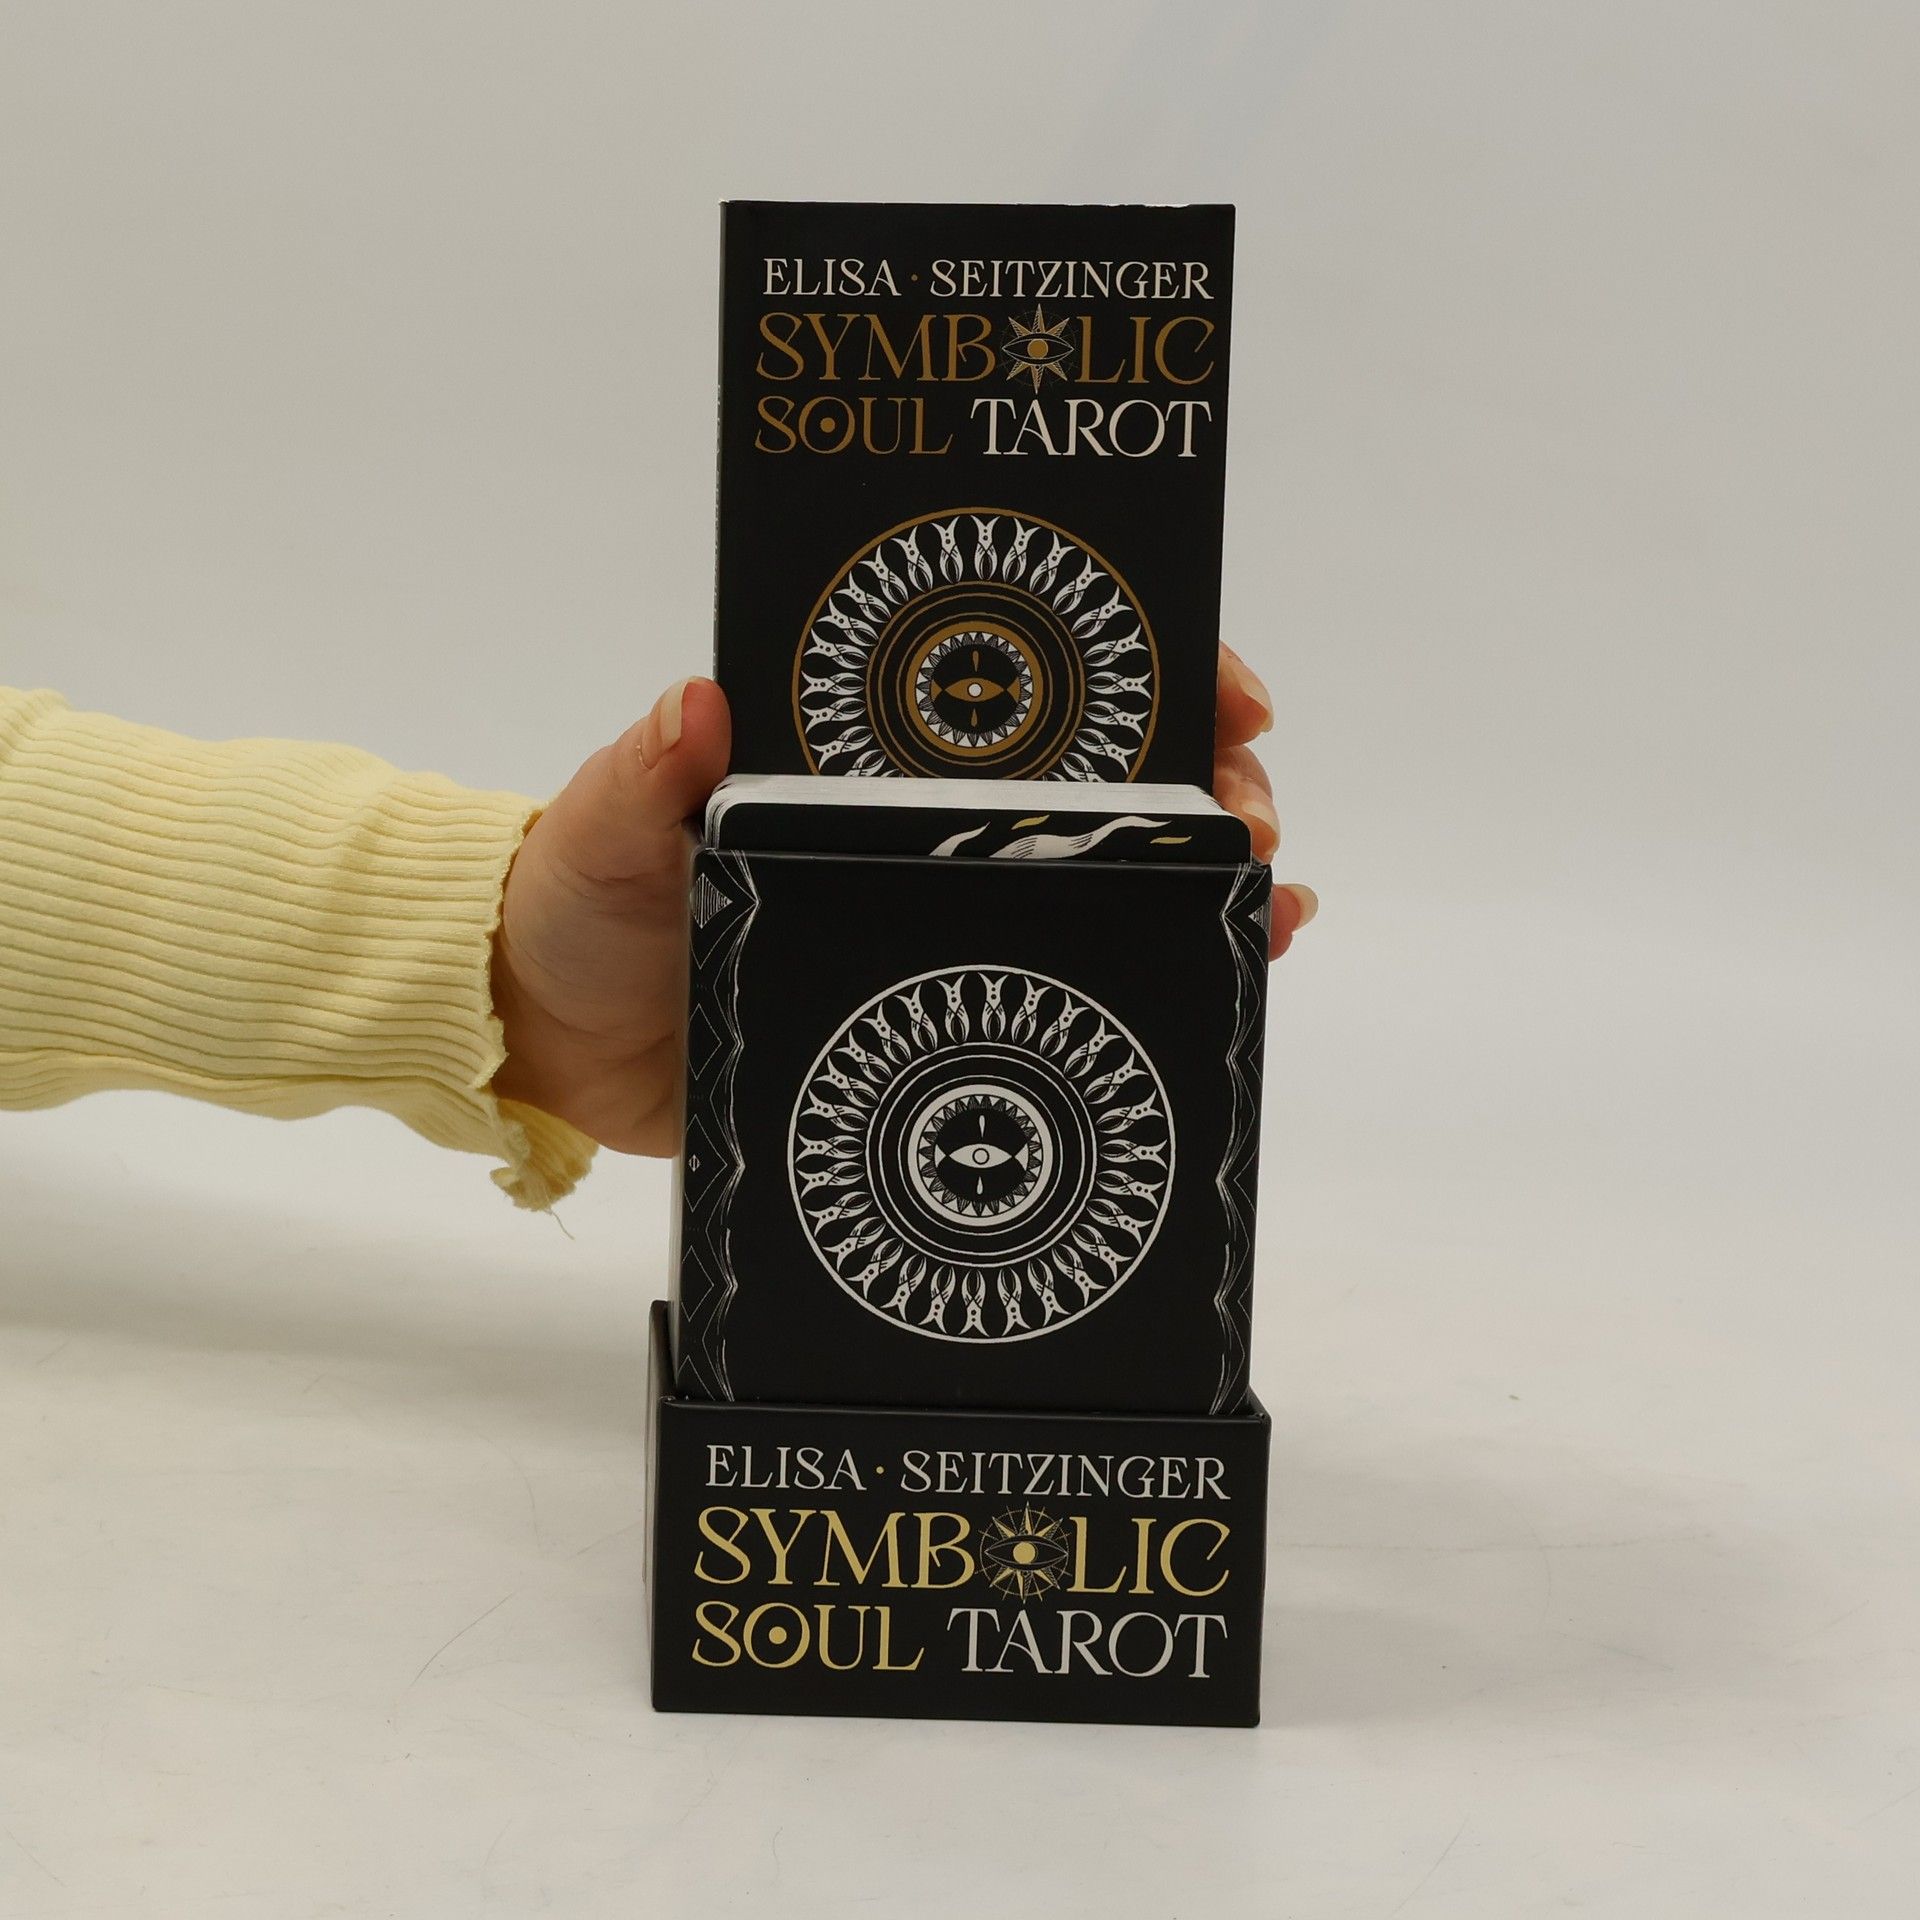 ELISA · SEITZINGER
SYMBOLIC
SOUL TAROT
ELISA · SEITZINGER
SYMBOLIC
SOUL TAROT